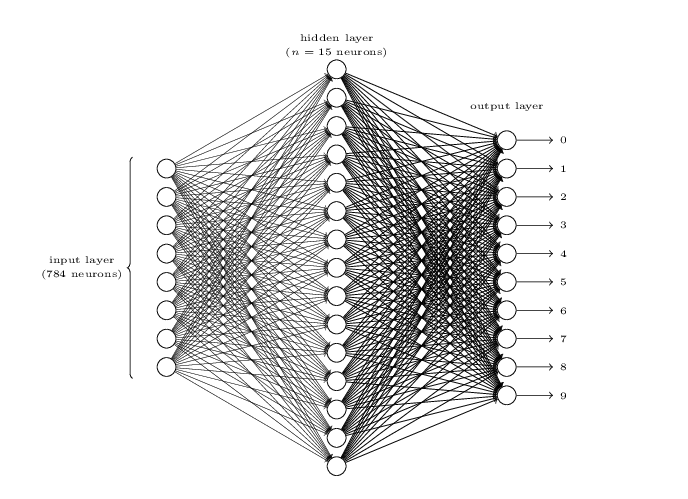 hidden layer
(n = 15 neurons)
output layer
0
1
2
3
input layer
(784 neurons)
4
5
6
7
8
9